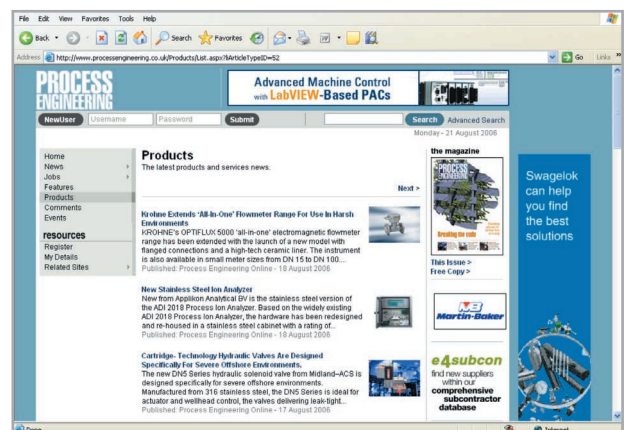 File Edit View Favorites Tools Help
Back Search Favorites
Address http://www.processengineering.co.uk/Products/List.aspx?liArticleTypeID=52 Go Links
PROCESS
ENGINEERING
Advanced Machine Control
with LabVIEW-Based PACs
NewUser Username Password Submit Search Advanced Search
Monday - 21 August 2006
Home
News
Jobs
Features
Products
Comments
Events
resources
Register
My Details
Related Sites
Products
The latest products and services news.
Next >
Krohne Extends 'All-In-One' Flowmeter Range For Use In Harsh
Environments
KROHNE's OPTIFLUX 5000 'all-in-one' electromagnetic flowmeter
range has been extended with the launch of a new model with
flanged connections and a high-tech ceramic liner. The instrument
is also available in small meter sizes from DN 15 to DN 100....
Published: Process Engineering Online - 18 August 2006
New Stainless Steel Ion Analyzer
New from Applikon Analytical BV is the stainless steel version of
the ADI 2018 Process Ion Analyzer. Based on the widely existing
ADI 2018 Process Ion Analyzer, the hardware has been redesigned
and re-housed in a stainless steel cabinet with a rating of...
Published: Process Engineering Online - 18 August 2006
Cartridge- Technology Hydraulic Valves Are Designed
Specifically For Severe Offshore Environments.
The new DN5 Series hydraulic solenoid valve from Midland-ACS is
designed specifically for severe offshore environments.
Manufactured from 316 stainless steel, the DN5 Series is ideal for
actuator and wellhead control, the valves delivering leak-tight...
Published: Process Engineering Online - 17 August 2006
the magazine
PROCESS
ENGINEERING
Breaking the code
This Issue >
Free Copy >
Martin-Baker
e4subcon
find new suppliers
within our
comprehensive
subcontractor
database
Swagelok
can help
you find
the best
solutions
Done Internet